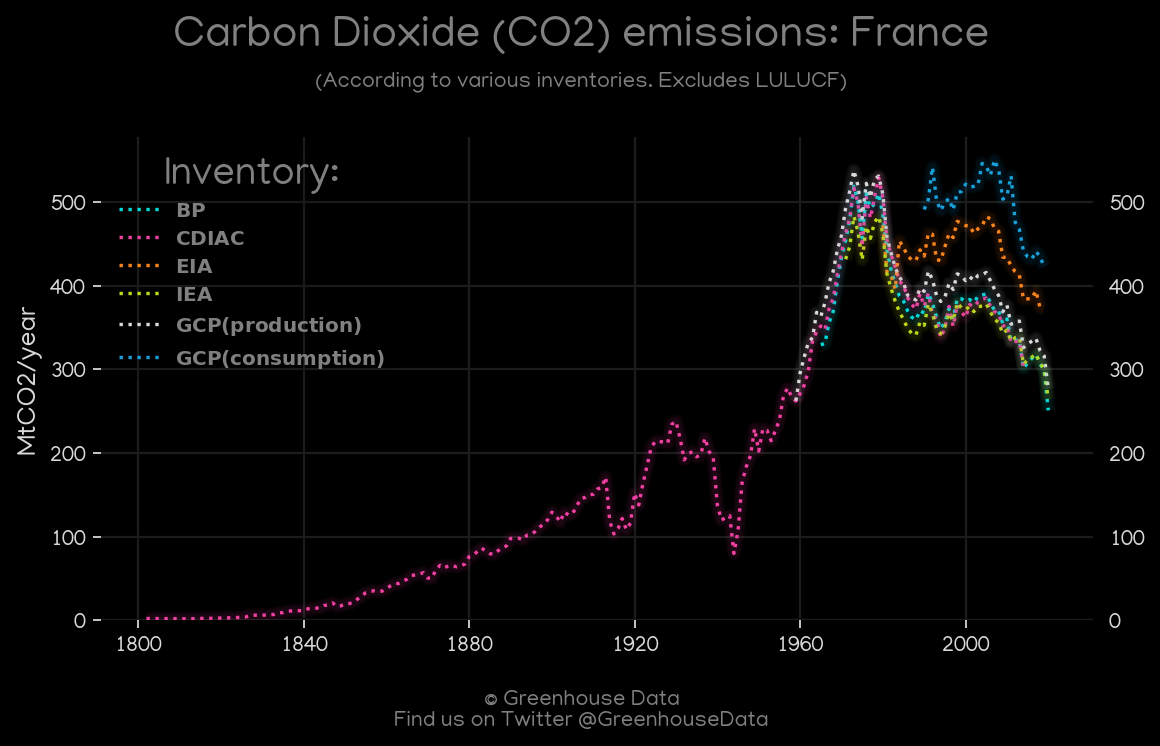 Carbon Dioxide (CO2) emissions: France
(According to various inventories. Excludes LULUCF)
Inventory:
BP
CDIAC
EIA
IEA
GCP(production)
GCP(consumption)
MtCO2/year
500 500
400 400
300 300
200 200
100 100
0 0
1800 1840 1880 1920 1960 2000
© Greenhouse Data
Find us on Twitter @GreenhouseData